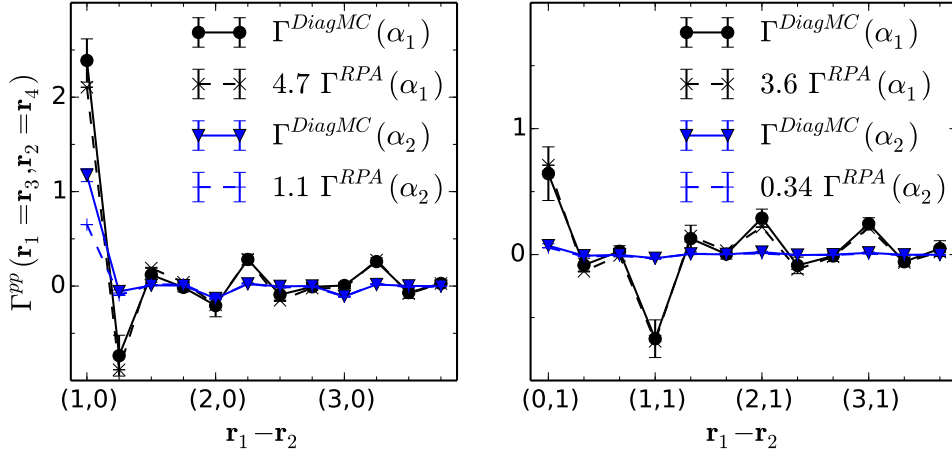 Γ^{pp}(r_1=r_3,r_2=r_4)
2
1
0
Γ^{DiagMC}(α_1)
4.7 Γ^{RPA}(α_1)
Γ^{DiagMC}(α_2)
1.1 Γ^{RPA}(α_2)
(1,0) (2,0) (3,0)
r_1−r_2
1
0
Γ^{DiagMC}(α_1)
3.6 Γ^{RPA}(α_1)
Γ^{DiagMC}(α_2)
0.34 Γ^{RPA}(α_2)
(0,1) (1,1) (2,1) (3,1)
r_1−r_2